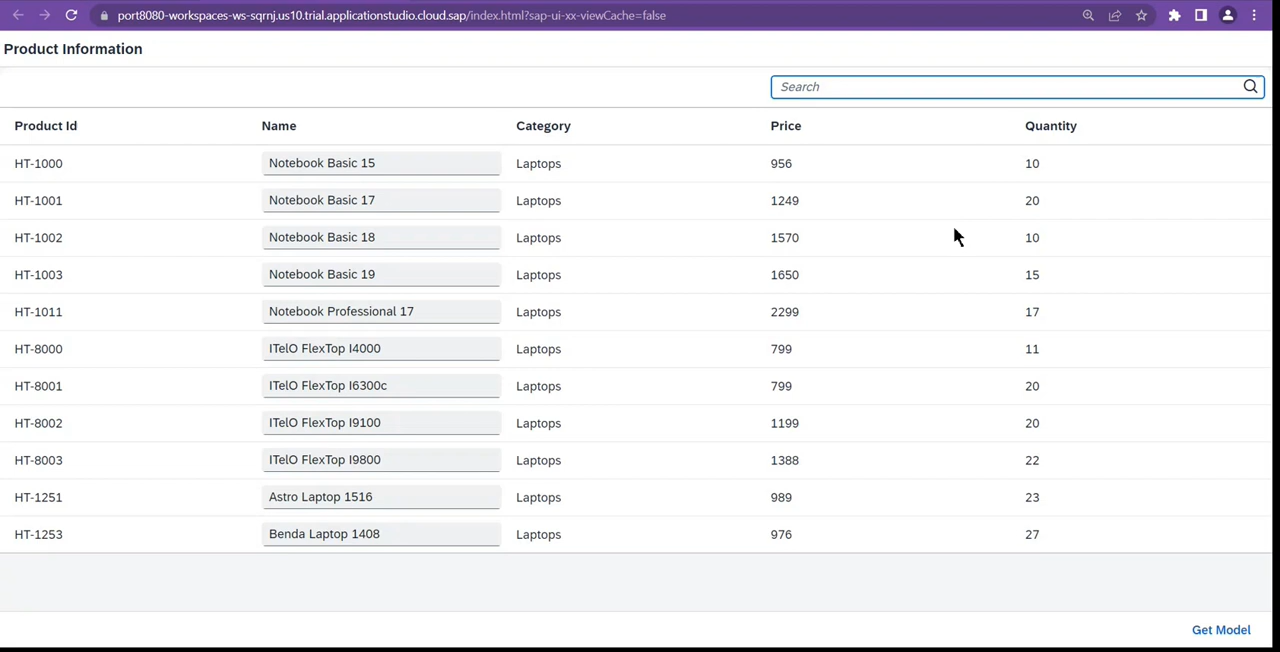 port8080-workspaces-ws-sqrnj.us10.trial.applicationstudio.cloud.sap/index.html?sap-ui-xx-viewCache=false
Product Information
Search
Product Id Name Category Price Quantity
HT-1000 Notebook Basic 15 Laptops 956 10
HT-1001 Notebook Basic 17 Laptops 1249 20
HT-1002 Notebook Basic 18 Laptops 1570 10
HT-1003 Notebook Basic 19 Laptops 1650 15
HT-1011 Notebook Professional 17 Laptops 2299 17
HT-8000 ITelO FlexTop I4000 Laptops 799 11
HT-8001 ITelO FlexTop I6300c Laptops 799 20
HT-8002 ITelO FlexTop I9100 Laptops 1199 20
HT-8003 ITelO FlexTop I9800 Laptops 1388 22
HT-1251 Astro Laptop 1516 Laptops 989 23
HT-1253 Benda Laptop 1408 Laptops 976 27
Get Model